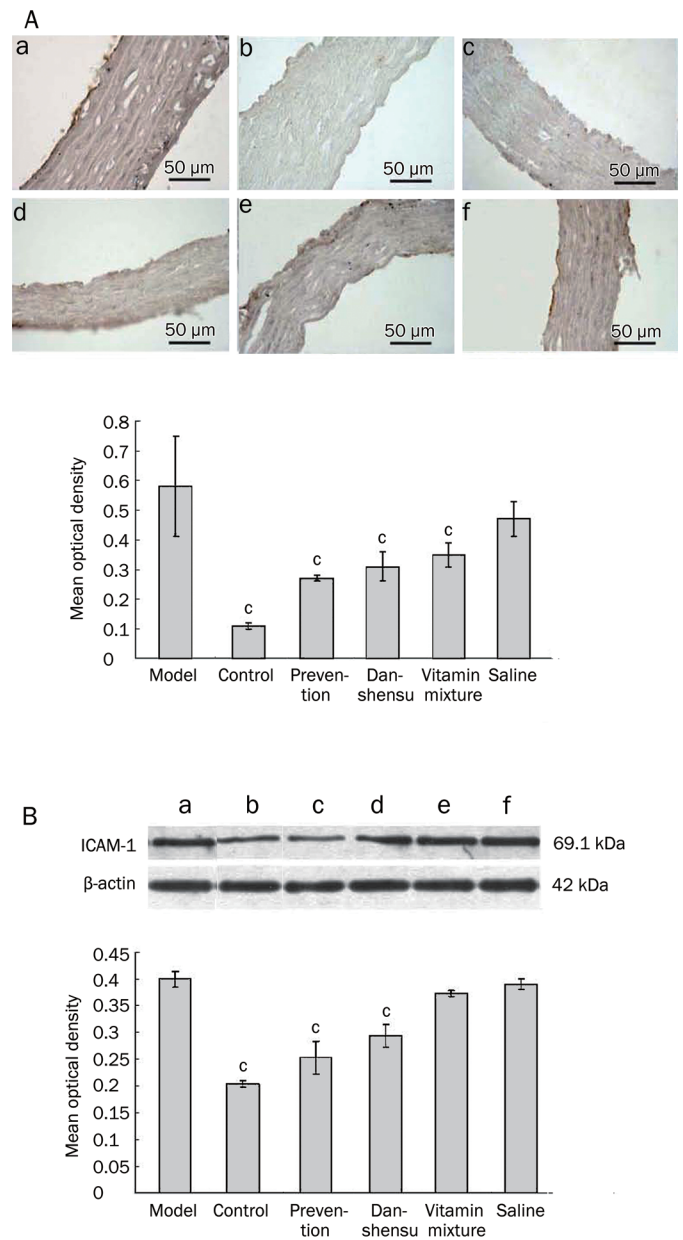 A
a
b
c
50 µm
50 µm
50 µm
d
e
f
50 µm
50 µm
50 µm
0.8
0.7
0.6
0.5
0.4
0.3
0.2
0.1
0
Mean optical density
c
c
c
c
Model
Control
Preven-
tion
Dan-
shensu
Vitamin
mixture
Saline
B
a b c d e f
ICAM-1
69.1 kDa
β-actin
42 kDa
0.45
0.4
0.35
0.3
0.25
0.2
0.15
0.1
0.05
0
Mean optical density
c
c
c
Model
Control
Preven-
tion
Dan-
shensu
Vitamin
mixture
Saline